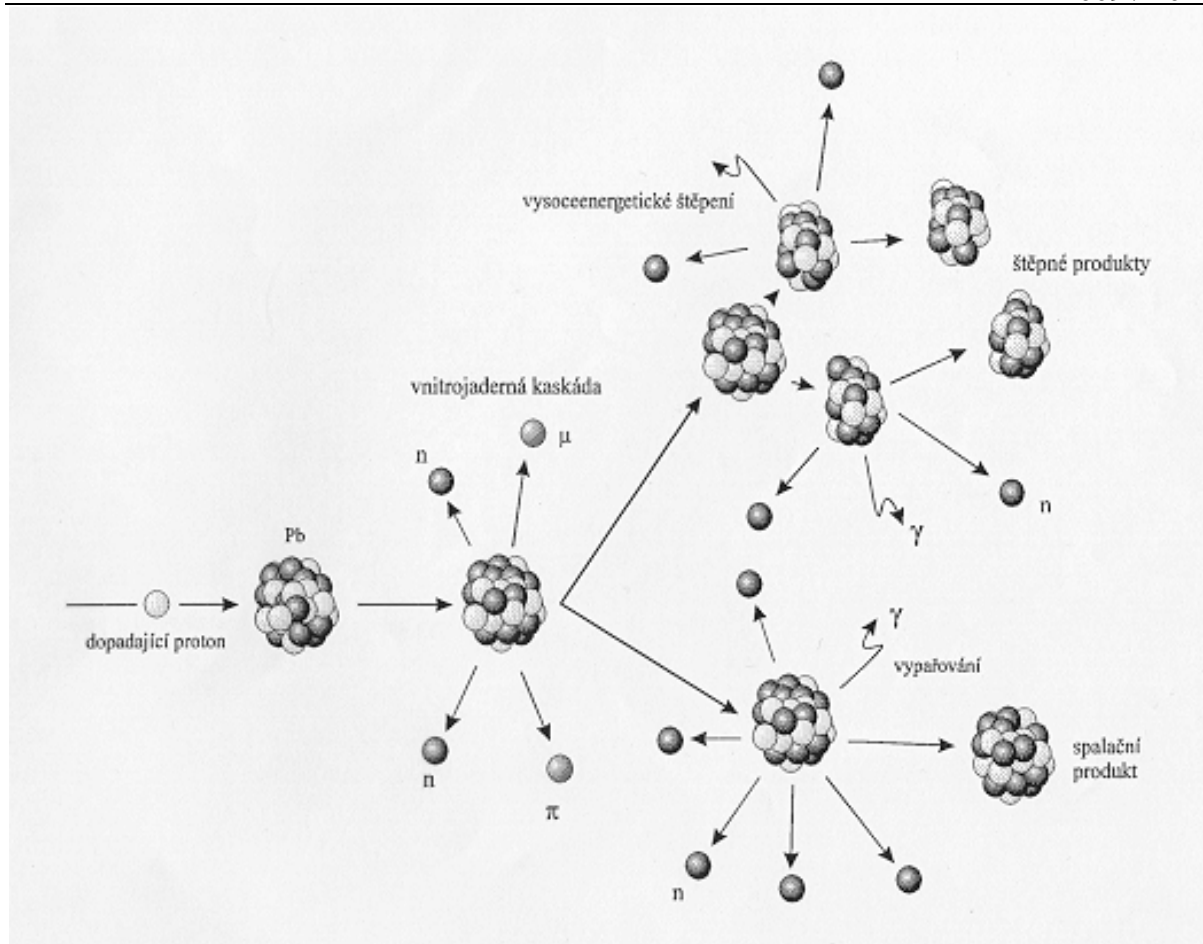 vysoceenergetické štěpení
štěpné produkty
vnitrojaderná kaskáda
μ
n
n
γ
Pb
dopadající proton
γ
vypařování
n
π
spalační
produkt
n